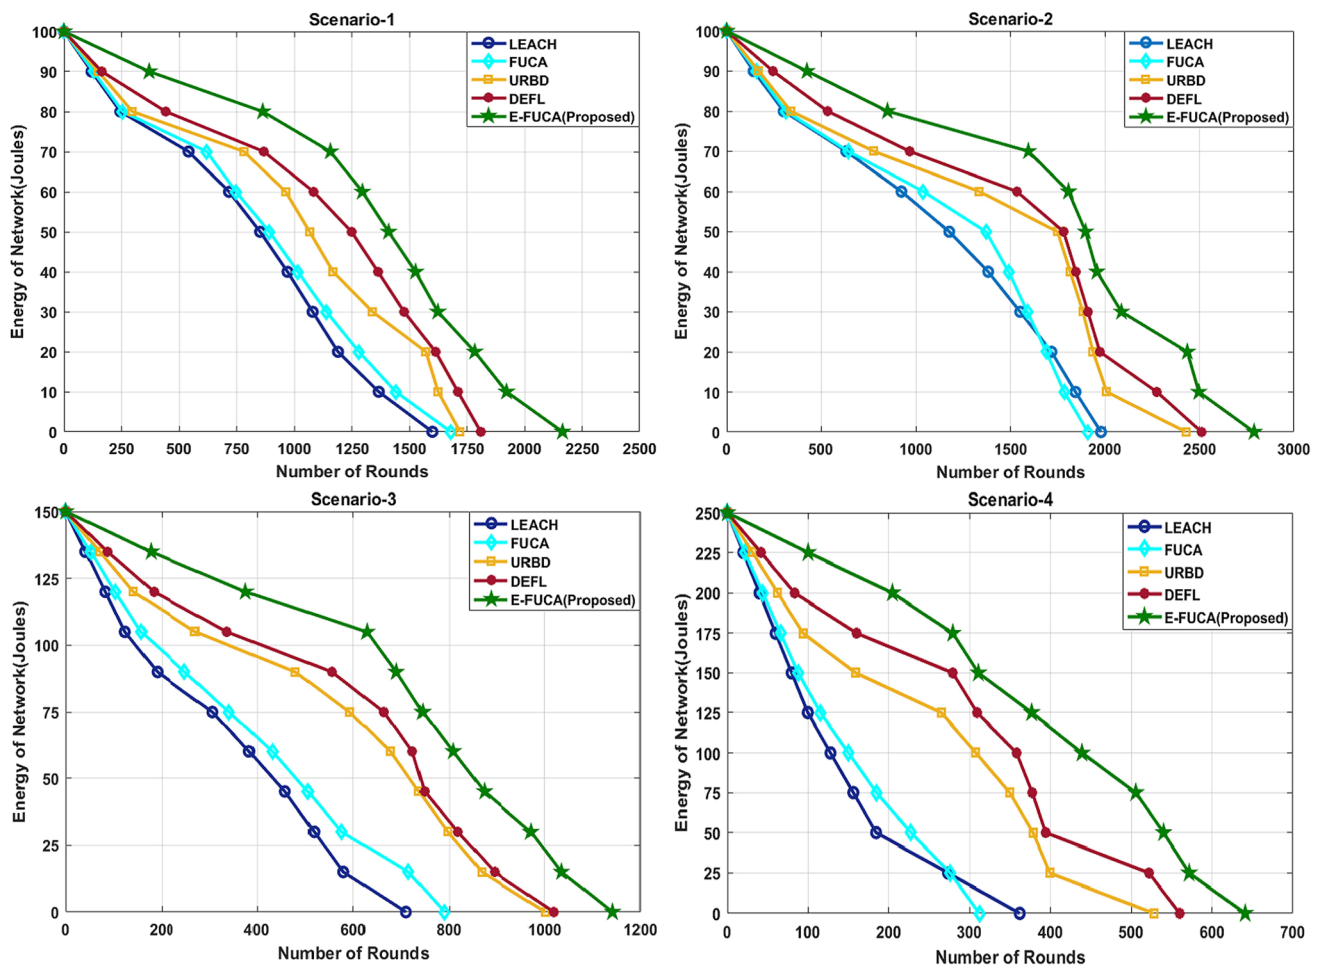 Scenario-1
Energy of Network(Joules)
100
90
80
70
60
50
40
30
20
10
0
LEACH
FUCA
URBD
DEFL
E-FUCA(Proposed)
0 250 500 750 1000 1250 1500 1750 2000 2250 2500
Number of Rounds
Scenario-2
Energy of Network(Joules)
100
90
80
70
60
50
40
30
20
10
0
LEACH
FUCA
URBD
DEFL
E-FUCA(Proposed)
0 500 1000 1500 2000 2500 3000
Number of Rounds
Scenario-3
Energy of Network(Joules)
150
125
100
75
50
25
0
LEACH
FUCA
URBD
DEFL
E-FUCA(Proposed)
0 200 400 600 800 1000 1200
Number of Rounds
Scenario-4
Energy of Network(Joules)
250
225
200
175
150
125
100
75
50
25
0
LEACH
FUCA
URBD
DEFL
E-FUCA(Proposed)
0 100 200 300 400 500 600 700
Number of Rounds